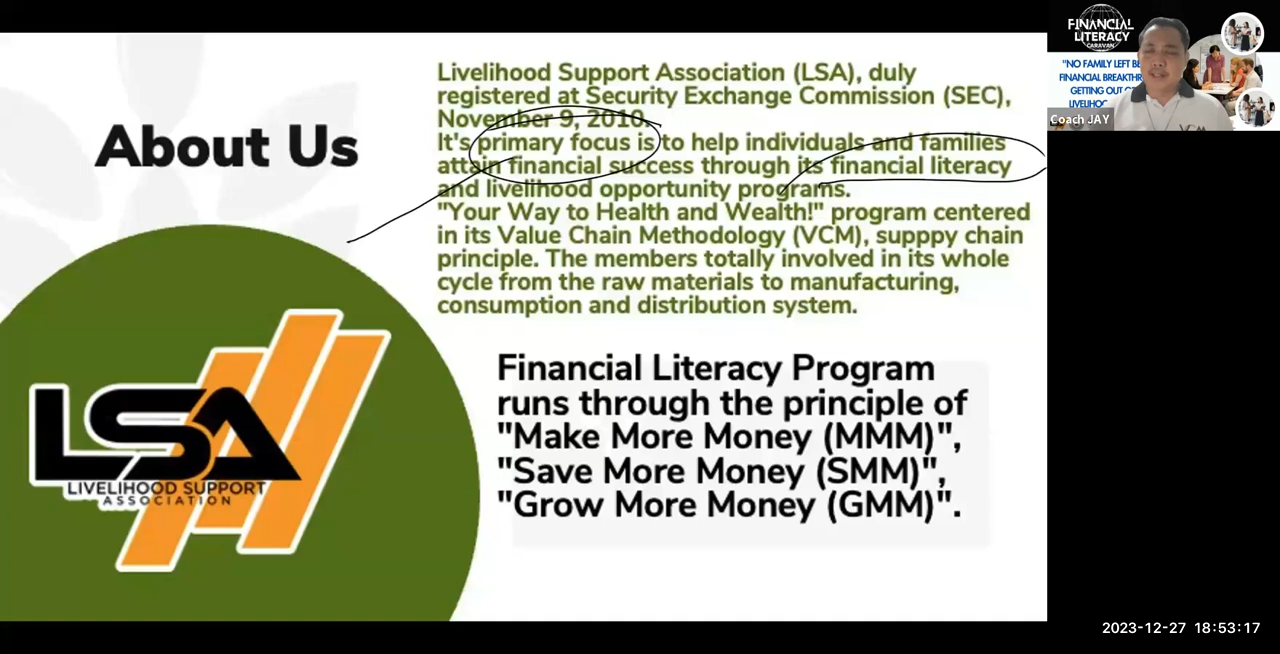 About Us
Livelihood Support Association (LSA), duly
registered at Security Exchange Commission (SEC),
November 9, 2010.
It's primary focus is to help individuals and families
attain financial success through its financial literacy
and livelihood opportunity programs.
"Your Way to Health and Wealth!" program centered
in its Value Chain Methodology (VCM), supppy chain
principle. The members totally involved in its whole
cycle from the raw materials to manufacturing,
consumption and distribution system.
Financial Literacy Program
runs through the principle of
"Make More Money (MMM)",
"Save More Money (SMM)",
"Grow More Money (GMM)".
LSA
LIVELIHOOD SUPPORT
ASSOCIATION
FINANCIAL
LITERACY
CARAVAN
"NO FAMILY LEFT
FINANCIAL
GETTING OUT
Coach JAY
VCM
2023-12-27 18:53:17